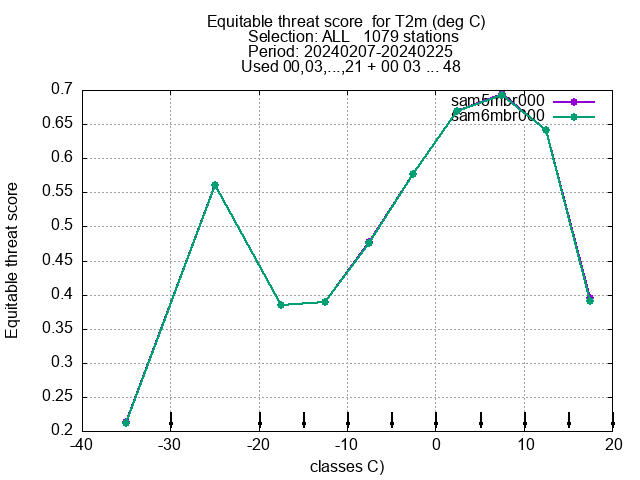 Equitable threat score  for T2m (deg C)
Selection: ALL   1079 stations
Period: 20240207-20240225
Used 00,03,...,21 + 00 03 ... 48
0.7
0.65
0.6
0.55
0.5
0.45
0.4
0.35
0.3
0.25
0.2
Equitable threat score
sam5mbr000
sam6mbr000
-40 -30 -20 -10 0 10 20
classes C)